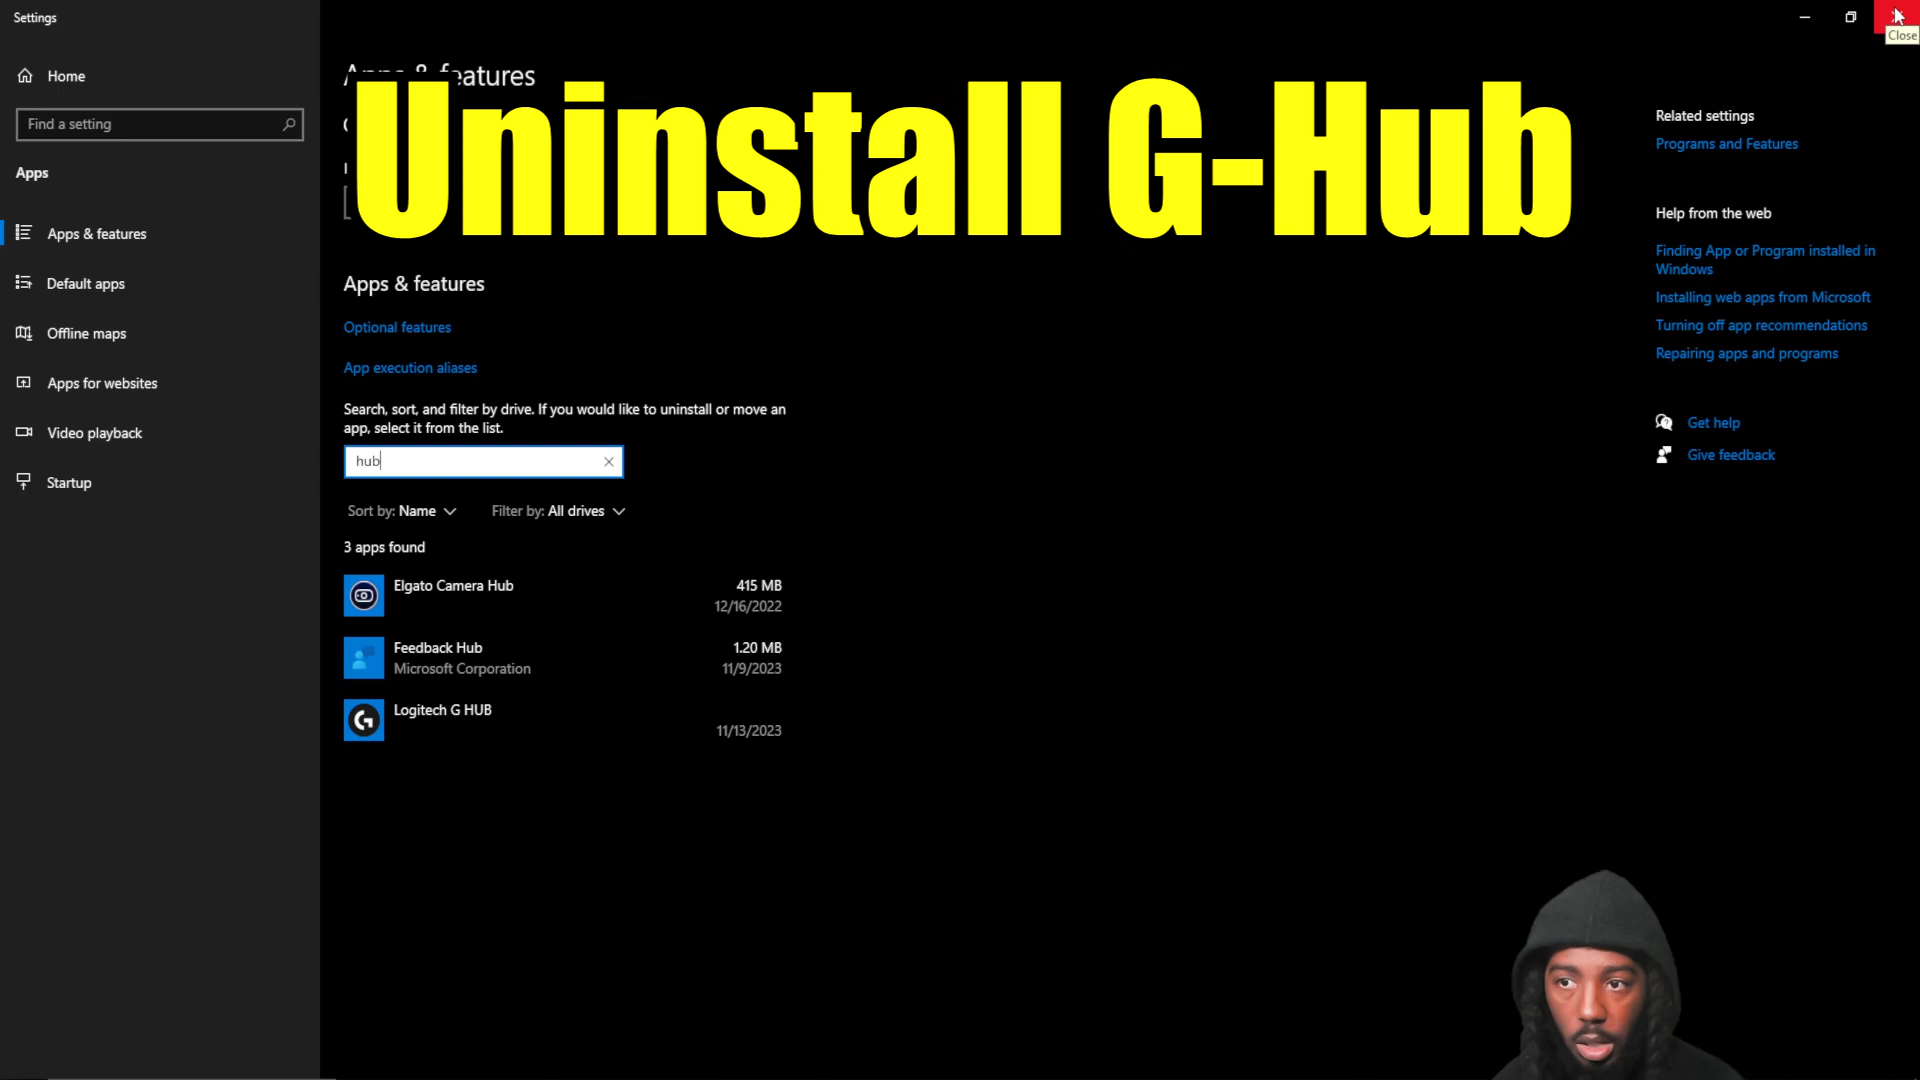 Settings
Close
Home
Find a setting
Apps
Apps & features
Default apps
Offline maps
Apps for websites
Video playback
Startup
features
Uninstall G-Hub
Apps & features
Optional features
App execution aliases
Search, sort, and filter by drive. If you would like to uninstall or move an
app, select it from the list.
hub
Sort by: Name
Filter by: All drives
3 apps found
Elgato Camera Hub
415 MB
12/16/2022
Feedback Hub
1.20 MB
Microsoft Corporation
11/9/2023
Logitech G HUB
11/13/2023
Related settings
Programs and Features
Help from the web
Finding App or Program installed in
Windows
Installing web apps from Microsoft
Turning off app recommendations
Repairing apps and programs
Get help
Give feedback